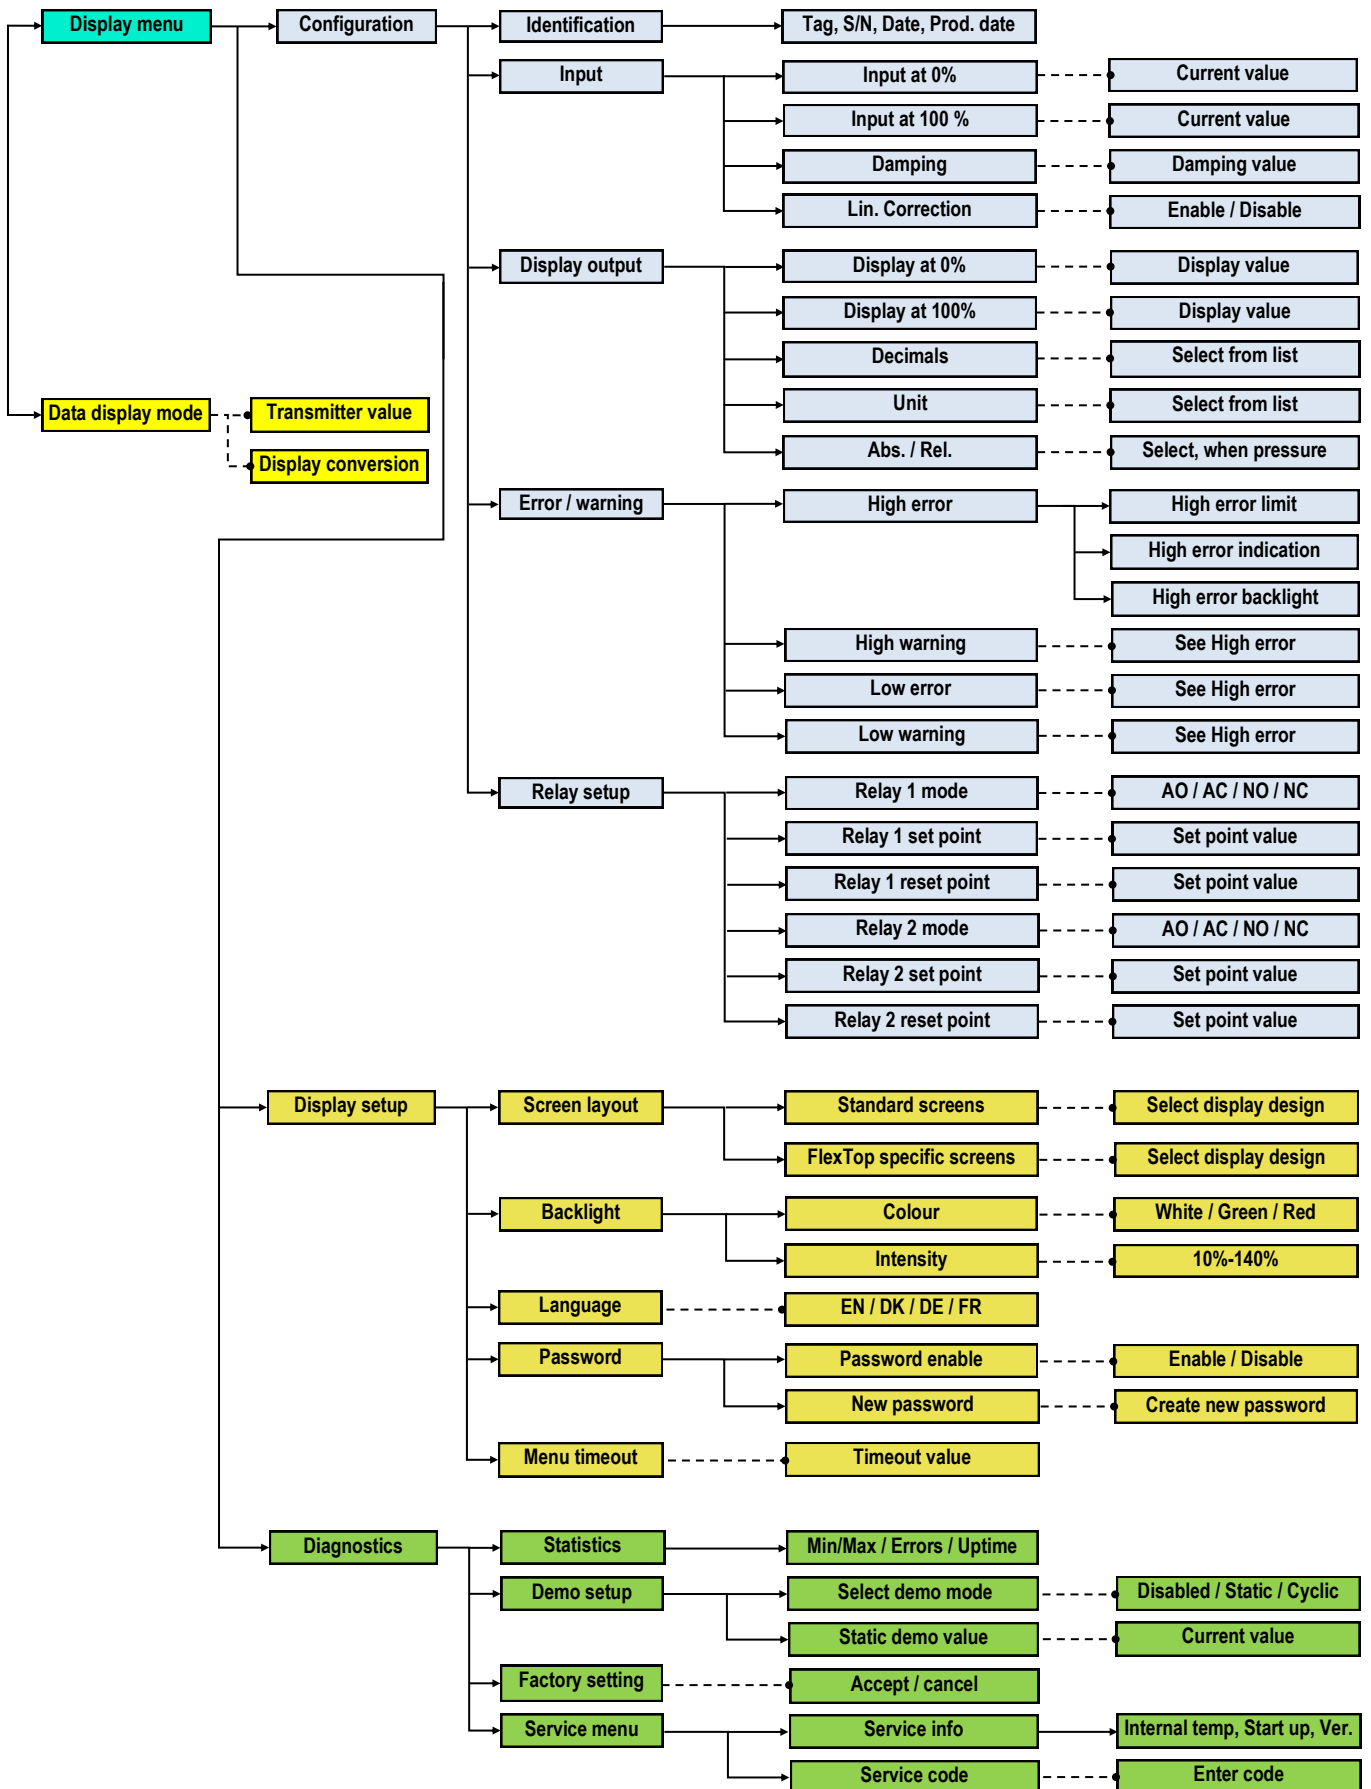 Display menu
Configuration
Identification
Tag, S/N, Date, Prod. date
Input
Input at 0%
Current value
Input at 100 %
Current value
Damping
Damping value
Lin. Correction
Enable / Disable
Display output
Display at 0%
Display value
Display at 100%
Display value
Decimals
Select from list
Unit
Select from list
Abs. / Rel.
Select, when pressure
Data display mode
Transmitter value
Display conversion
Error / warning
High error
High error limit
High error indication
High error backlight
High warning
See High error
Low error
See High error
Low warning
See High error
Relay setup
Relay 1 mode
AO / AC / NO / NC
Relay 1 set point
Set point value
Relay 1 reset point
Set point value
Relay 2 mode
AO / AC / NO / NC
Relay 2 set point
Set point value
Relay 2 reset point
Set point value
Display setup
Screen layout
Standard screens
Select display design
FlexTop specific screens
Select display design
Backlight
Colour
White / Green / Red
Intensity
10%-140%
Language
EN / DK / DE / FR
Password
Password enable
Enable / Disable
New password
Create new password
Menu timeout
Timeout value
Diagnostics
Statistics
Min/Max / Errors / Uptime
Demo setup
Select demo mode
Disabled / Static / Cyclic
Static demo value
Current value
Factory setting
Accept / cancel
Service menu
Service info
Internal temp, Start up, Ver.
Service code
Enter code